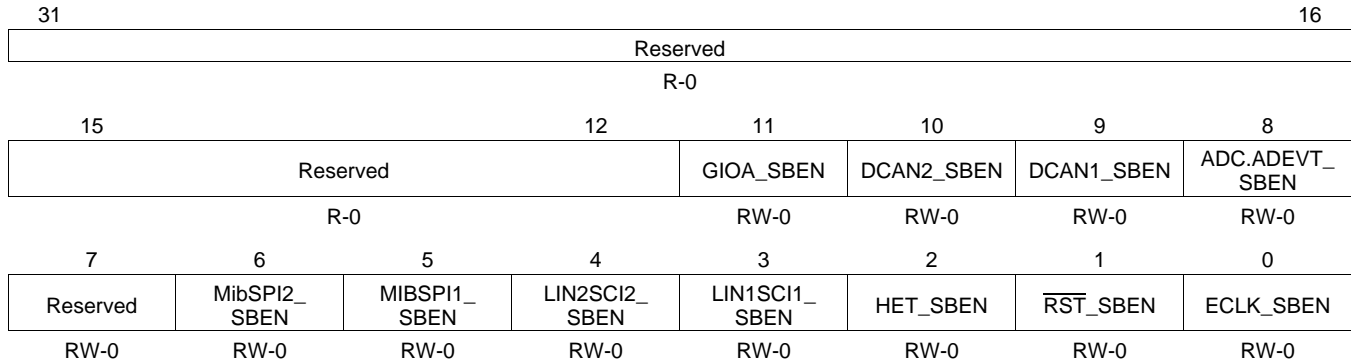 31 16
Reserved
R-0
15 12 11 10 9 8
Reserved GIOA_SBEN DCAN2_SBEN DCAN1_SBEN ADC.ADEVT_
SBEN
R-0 RW-0 RW-0 RW-0 RW-0
7 6 5 4 3 2 1 0
Reserved MibSPI2_ MIBSPI1_ LIN2SCI2_ LIN1SCI1_ HET_SBEN RST_SBEN ECLK_SBEN
SBEN SBEN SBEN SBEN
RW-0 RW-0 RW-0 RW-0 RW-0 RW-0 RW-0 RW-0